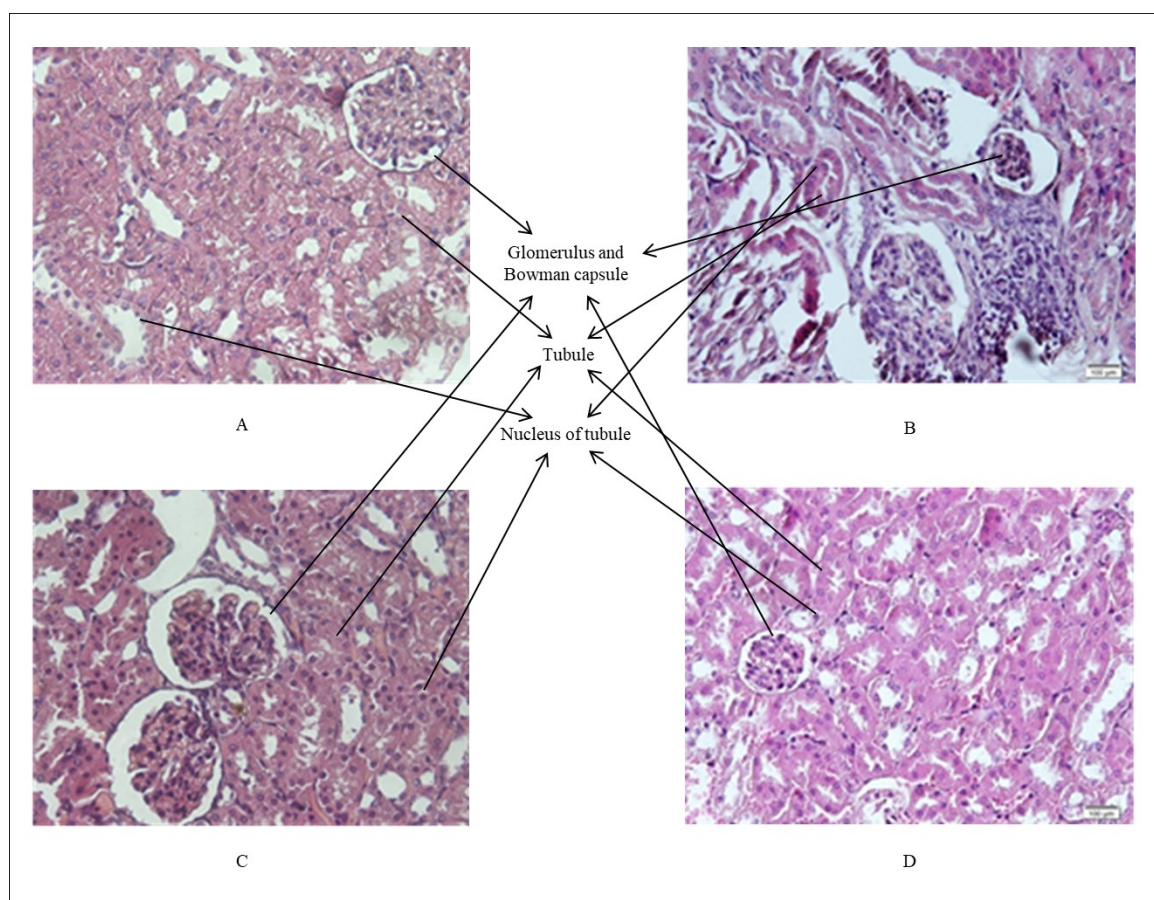 Glomerulus and
Bowman capsule
Tubule
Nucleus of tubule
A
B
C
D
100 μm
100 μm